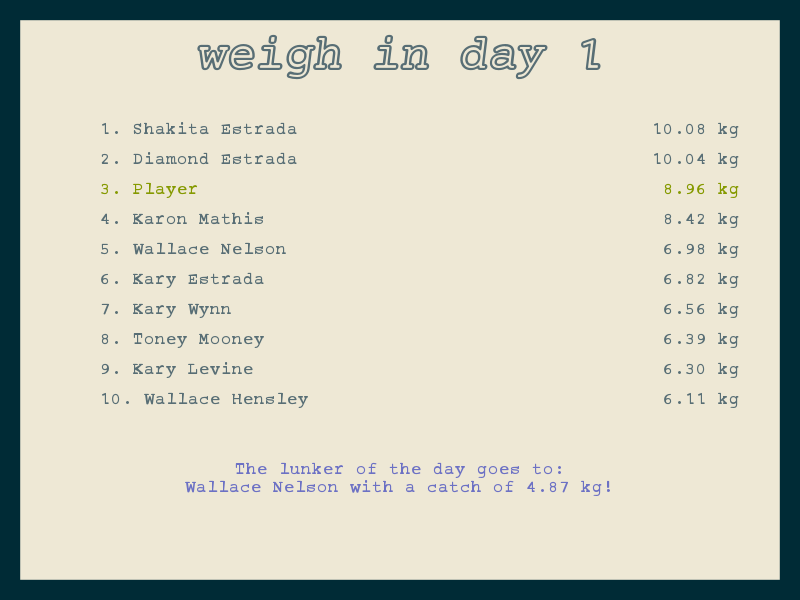 weigh in day 1
1. Shakita Estrada 10.08 kg
2. Diamond Estrada 10.04 kg
3. Player 8.96 kg
4. Karon Mathis 8.42 kg
5. Wallace Nelson 6.98 kg
6. Kary Estrada 6.82 kg
7. Kary Wynn 6.56 kg
8. Toney Mooney 6.39 kg
9. Kary Levine 6.30 kg
10. Wallace Hensley 6.11 kg
The lunker of the day goes to:
Wallace Nelson with a catch of 4.87 kg!